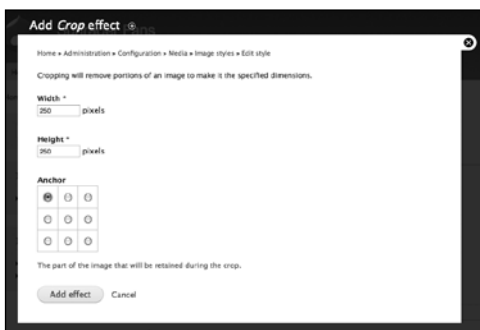 Add Crop effect
Home » Administration » Configuration » Media » Image styles » Edit style
Cropping will remove portions of an image to make it the specified dimensions.
Width *
250 pixels
Height *
250 pixels
Anchor
The part of the image that will be retained during the crop.
Add effect Cancel